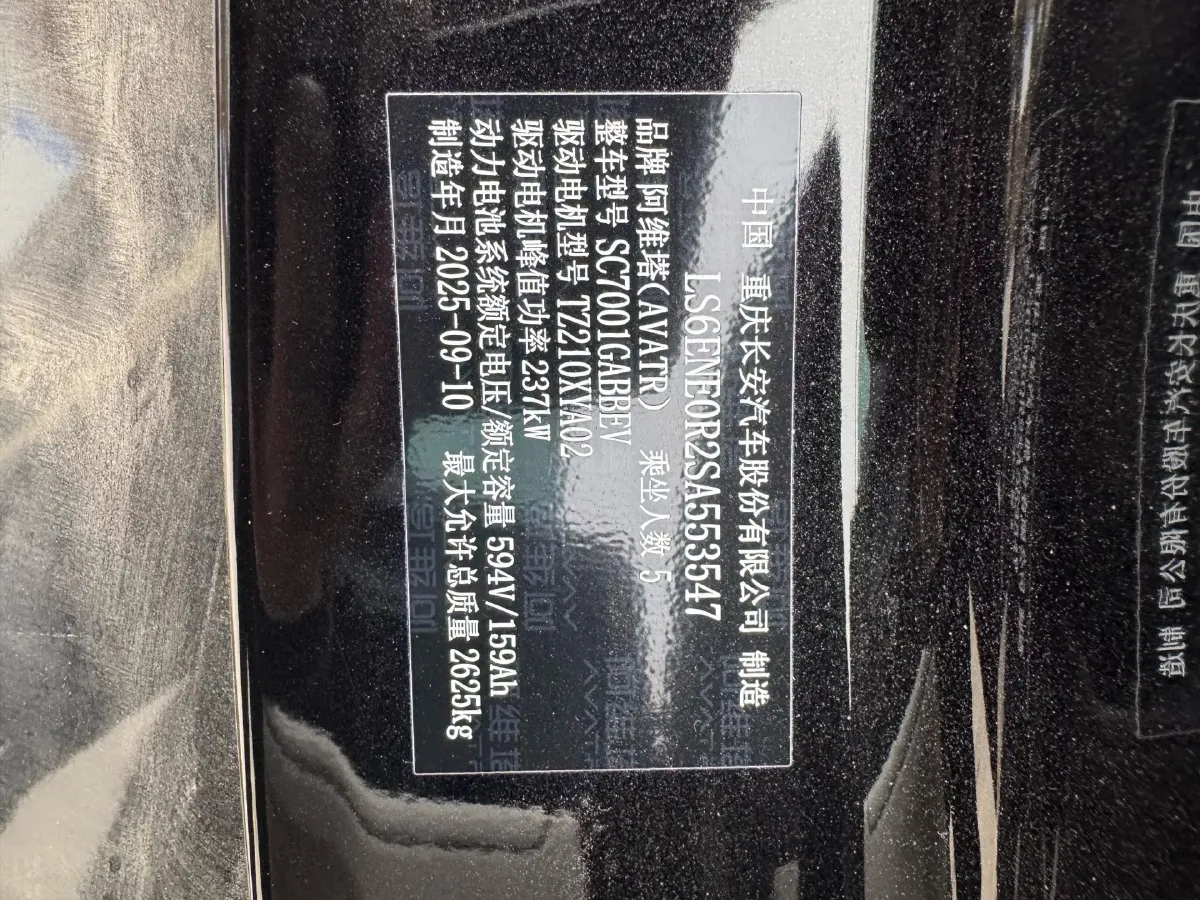 中国 重庆长安汽车股份有限公司 制造
LS6ENE0R2SA553547
品牌 阿维塔(AVATR) 乘坐人数 5
整车型号 SC7001GABBEV
驱动电机型号 TZ210XYA02
驱动电机峰值功率 237kW
动力电池系统额定电压/额定容量 594V/159Ah
制造年月 2025-09-10 最大允许总质量 2625kg